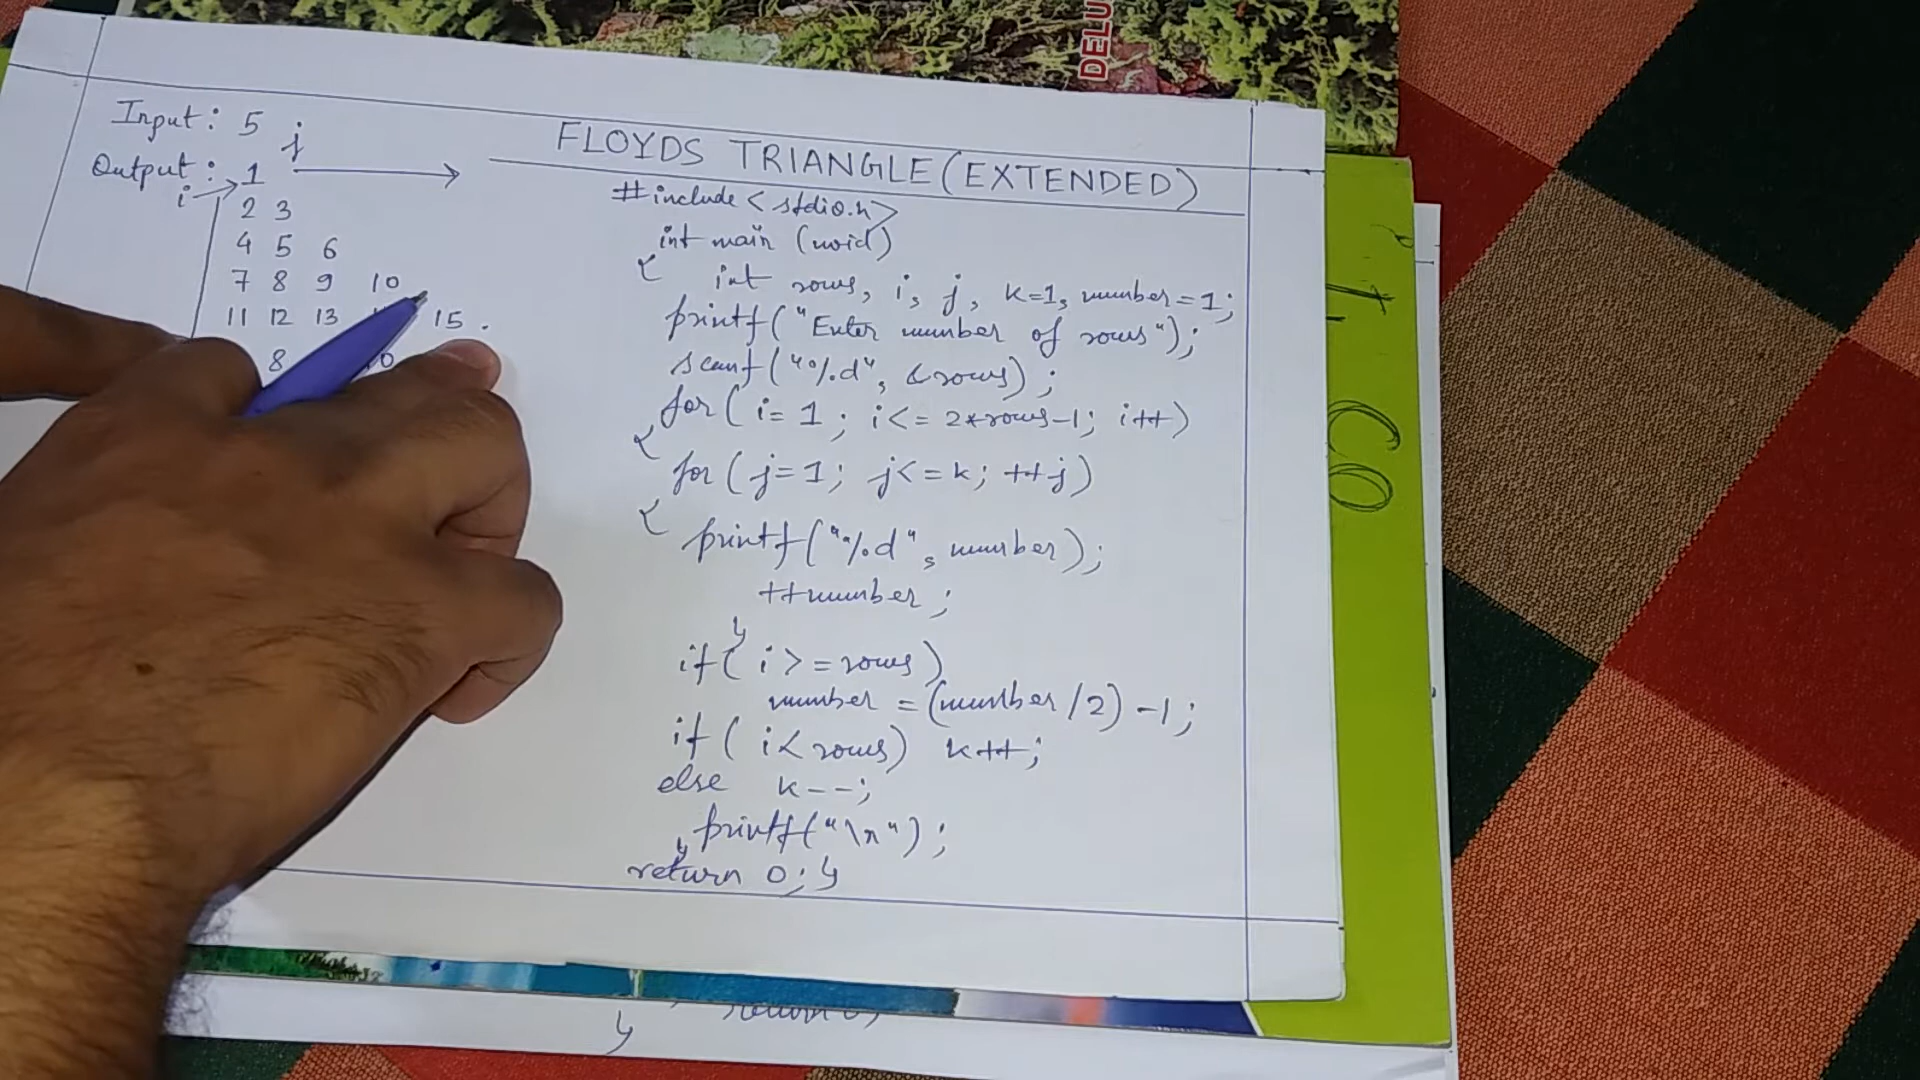 DELU
Input: 5
j
Output: 1
i
2 3
4 5 6
7 8 9 10
11 12 13 15.
8
FLOYDS TRIANGLE (EXTENDED)
#include <stdio.h>
int main (void)
{ int rows, i, j, k=1, number=1;
printf("Enter number of rows");
scanf("%d", &rows);
for( i=1; i<= 2*rows-1; i++)
{
for (j=1; j<=k; ++j)
{
printf("%d", number);
++number;
}
if( i>=rows)
number = (number/2) -1;
if( i<rows) k++;
else k--;
printf("\n");
}
return 0; }
CO
return 0;
}